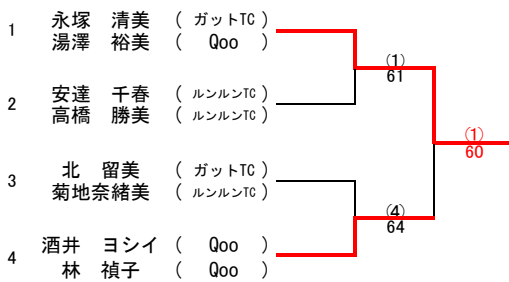 1 永塚 清美 ( ガットTC )
湯澤 裕美 ( Qoo )
(1)
61
2 安達 千春 ( ルンルンTC )
高橋 勝美 ( ルンルンTC )
(1)
60
3 北 留美 ( ガットTC )
菊地奈緒美 ( ルンルンTC )
(4)
64
4 酒井 ヨシイ ( Qoo )
林 禎子 ( Qoo )